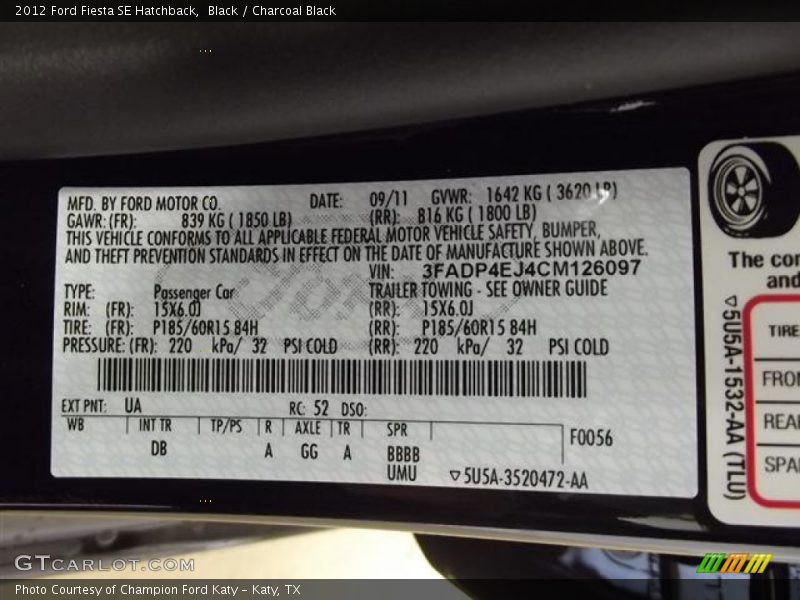 2012 Ford Fiesta SE Hatchback,  Black / Charcoal Black
MFD. BY FORD MOTOR CO. DATE: 09/11 GVWR: 1642 KG ( 3620 LB)
GAWR: (FR): 839 KG ( 1850 LB) (RR): 816 KG ( 1800 LB)
THIS VEHICLE CONFORMS TO ALL APPLICABLE FEDERAL MOTOR VEHICLE SAFETY, BUMPER,
AND THEFT PREVENTION STANDARDS IN EFFECT ON THE DATE OF MANUFACTURE SHOWN ABOVE.
VIN: 3FADP4EJ4CM126097
TYPE: Passenger Car TRAILER TOWING - SEE OWNER GUIDE
RIM: (FR): 15X6.0J (RR): 15X6.0J
TIRE: (FR): P185/60R15 84H (RR): P185/60R15 84H
PRESSURE: (FR): 220 kPa/ 32 PSI COLD (RR): 220 kPa/ 32 PSI COLD
EXT PNT: UA RC: 52 DSO:
WB INT TR TP/PS R AXLE TR SPR F0056
DB A GG A BBBB
UMU ▽5U5A-3520472-AA
The con
and
▽5U5A-1532-AA (TLU)
TIRE
FRON
REA
SPA
GTCARLOT.COM
Photo Courtesy of Champion Ford Katy – Katy, TX